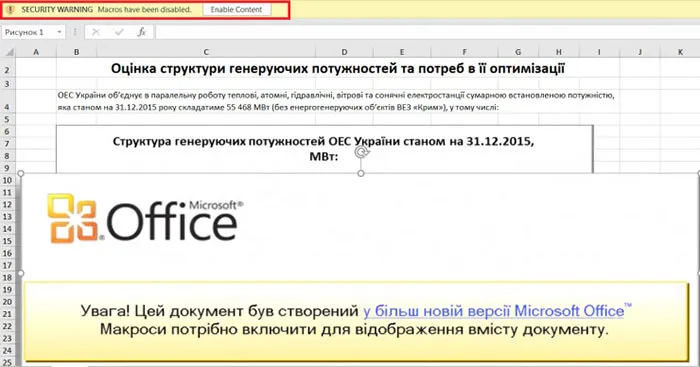 SECURITY WARNING Macros have been disabled. Enable Content
Рисунок 1 fx
A B C D E F G H I J K
2 Оцінка структури генеруючих потужностей та потреб в її оптимізації
3
4 ОЕС України об'єднує в паралельну роботу теплові, атомні, гідравлічні, вітрові та сонячні електростанції сумарною встановленою потужністю,
яка станом на 31.12.2015 року складатиме 55 468 МВт (без енергогенеруючих об'єктів ВЕЗ «Крим»), у тому числі:
5
6
7 Структура генеруючих потужностей ОЕС України станом на 31.12.2015,
8 МВт:
9
10
11
12 Microsoft®
13 Office
14
15
16
17
18
19
20
21 Увага! Цей документ був створений у більш новій версії Microsoft Office™
22 Макроси потрібно включити для відображення вмісту документу.
23
24
25